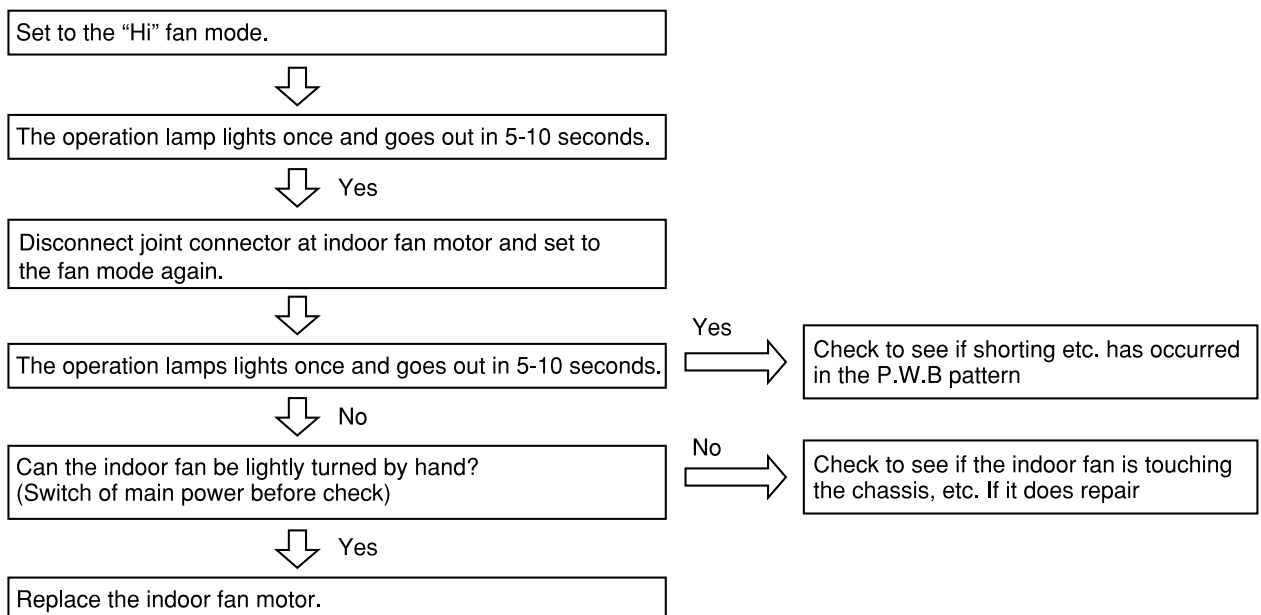 Set to the “Hi” fan mode.
The operation lamp lights once and goes out in 5-10 seconds.
Yes
Disconnect joint connector at indoor fan motor and set to
the fan mode again.
The operation lamps lights once and goes out in 5-10 seconds.
Yes
Check to see if shorting etc. has occurred
in the P.W.B pattern
No
Can the indoor fan be lightly turned by hand?
(Switch of main power before check)
No
Check to see if the indoor fan is touching
the chassis, etc. If it does repair
Yes
Replace the indoor fan motor.